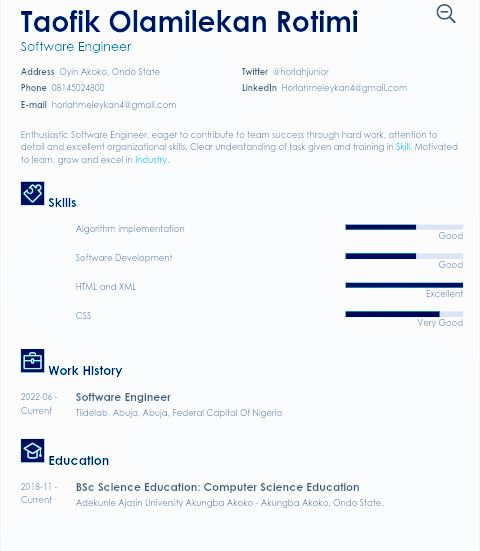 Taofik Olamilekan Rotimi
Software Engineer
Address Oyin Akoko, Ondo State
Twitter @horlahjunior
Phone 08145024800
LinkedIn Horlahmeleykan4@gmail.com
E-mail horlahmeleykan4@gmail.com
Enthusiastic Software Engineer, eager to contribute to team success through hard work, attention to
detail and excellent organizational skills. Clear understanding of task given and training in Skill. Motivated
to learn, grow and excel in Industry.
Skills
Algorithm implementation
Good
Software Development
Good
HTML and XML
Excellent
CSS
Very Good
Work History
2022-06 -
Current
Software Engineer
Tiidelab, Abuja, Abuja, Federal Capital Of Nigeria
Education
2018-11 -
Current
BSc Science Education: Computer Science Education
Adekunle Ajasin University Akungba Akoko - Akungba Akoko, Ondo State.